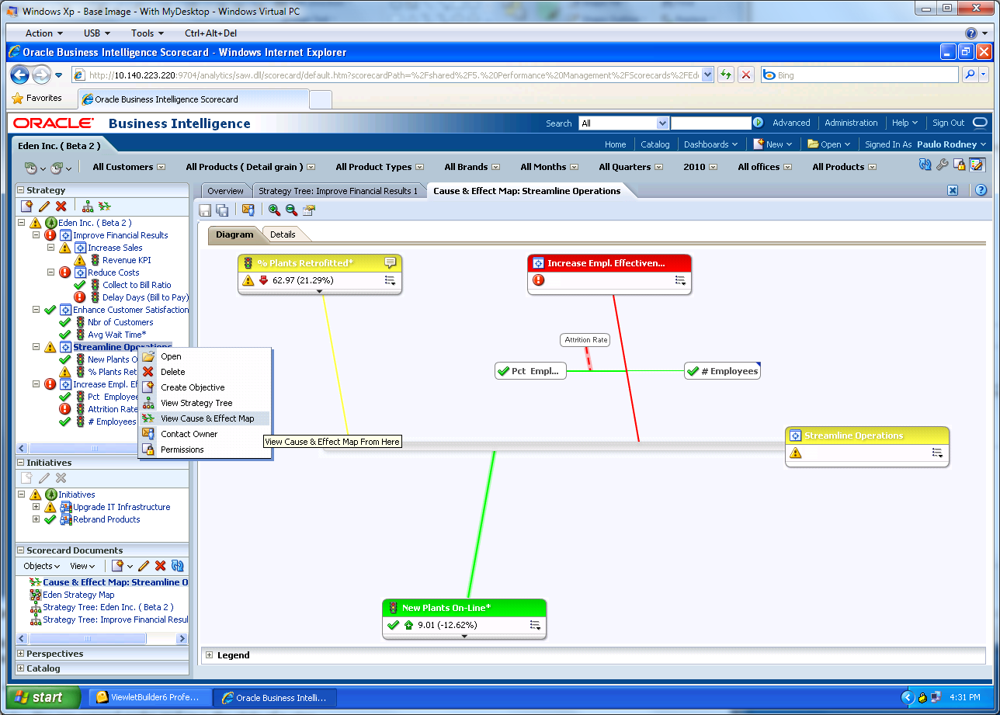 Windows Xp - Base Image - With MyDesktop - Windows Virtual PC
Action USB Tools Ctrl+Alt+Del
Oracle Business Intelligence Scorecard - Windows Internet Explorer
http://10.140.223.220:9704/analytics/saw.dll/scorecard/default.htm?scorecardPath=%2Fshared%2F5.%20Performance%20Management%2FScorecards%2FEd
Bing
Favorites
Oracle Business Intelligence Scorecard
ORACLE Business Intelligence
Search All Advanced Administration Help Sign Out
Eden Inc. ( Beta 2 )
Home Catalog Dashboards New Open Signed In As Paulo Rodney
All Customers All Products ( Detail grain ) All Product Types All Brands All Months All Quarters 2010 All offices All Products
Strategy
Overview Strategy Tree: Improve Financial Results 1 Cause & Effect Map: Streamline Operations
Eden Inc. ( Beta 2 )
Improve Financial Results
Increase Sales
Revenue KPI
Reduce Costs
Collect to Bill Ratio
Delay Days (Bill to Pay)
Enhance Customer Satisfaction
Nbr of Customers
Avg Wait Time*
Streamline Operations
New Plants O
% Plants Ret
Increase Empl. Ef
Pct Employee
Attrition Rate
# Employees
Open
Delete
Create Objective
View Strategy Tree
View Cause & Effect Map
Contact Owner
Permissions
View Cause & Effect Map From Here
Diagram Details
% Plants Retrofitted*
62.97 (21.29%)
Increase Empl. Effectiven...
Attrition Rate
Pct Empl...
# Employees
Streamline Operations
New Plants On-Line*
9.01 (-12.62%)
Legend
Initiatives
Initiatives
Upgrade IT Infrastructure
Rebrand Products
Scorecard Documents
Objects View
Cause & Effect Map: Streamline O
Eden Strategy Map
Strategy Tree: Eden Inc. ( Beta 2 )
Strategy Tree: Improve Financial Resul
Perspectives
Catalog
start ViewletBuilder6 Profe... Oracle Business Intelli... 4:31 PM